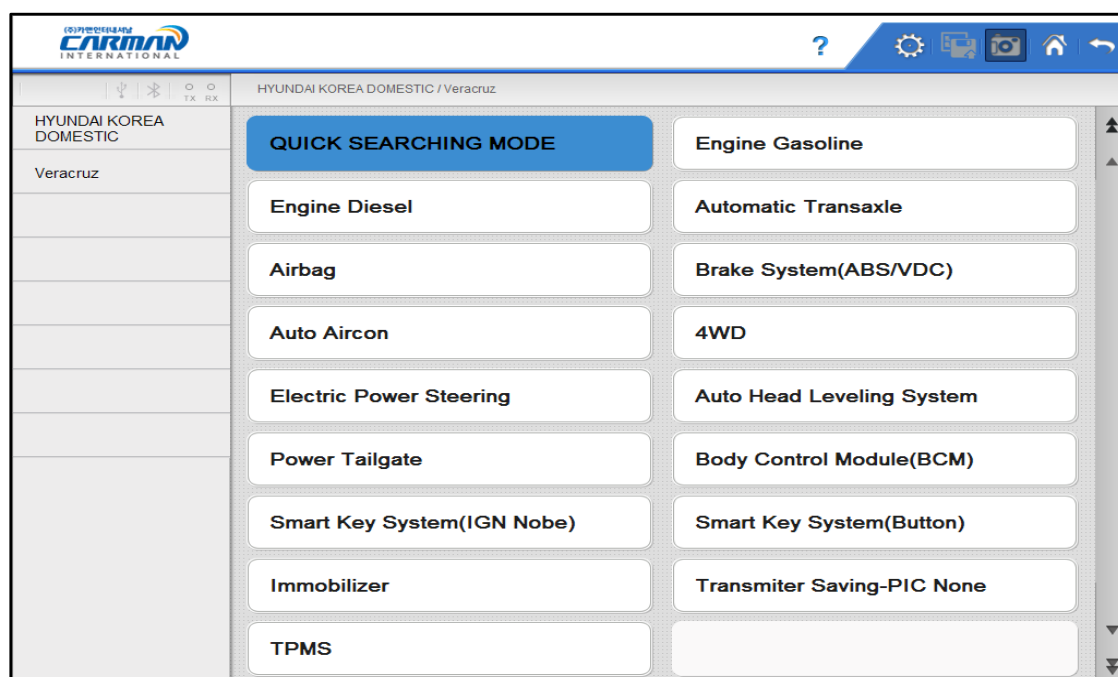 (주)카맨인터내셔날
CARMAN
INTERNATIONAL
?
TX RX
HYUNDAI KOREA DOMESTIC / Veracruz
HYUNDAI KOREA
DOMESTIC
Veracruz
QUICK SEARCHING MODE
Engine Gasoline
Engine Diesel
Automatic Transaxle
Airbag
Brake System(ABS/VDC)
Auto Aircon
4WD
Electric Power Steering
Auto Head Leveling System
Power Tailgate
Body Control Module(BCM)
Smart Key System(IGN Nobe)
Smart Key System(Button)
Immobilizer
Transmiter Saving-PIC None
TPMS